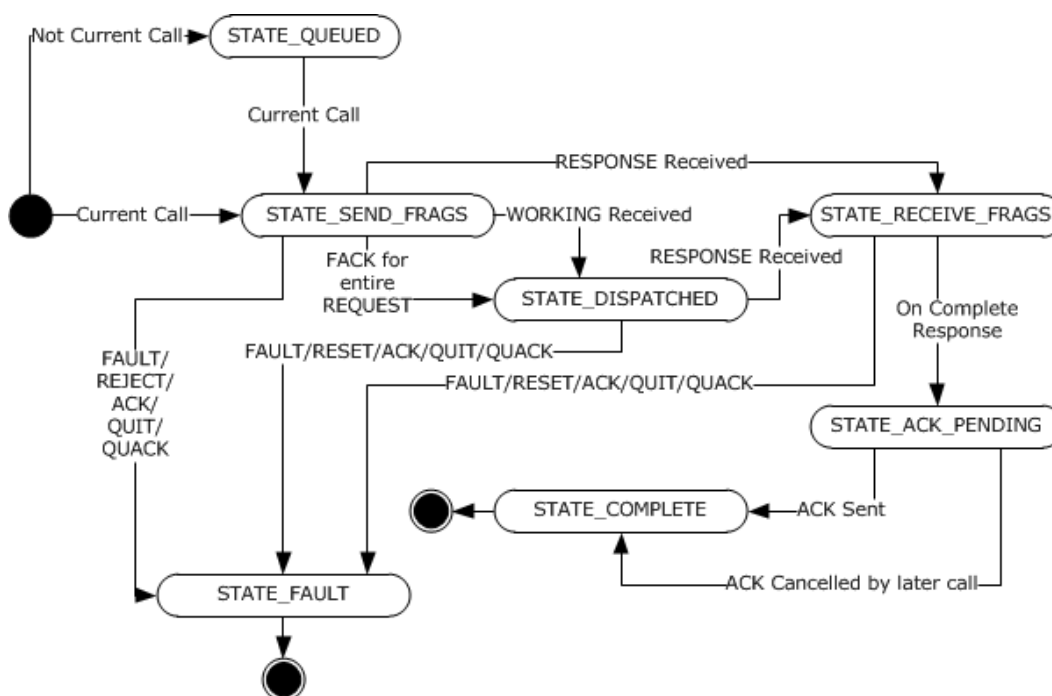 Not Current Call
STATE_QUEUED
Current Call
RESPONSE Received
Current Call
STATE_SEND_FRAGS
WORKING Received
STATE_RECEIVE_FRAGS
FACK for
entire
REQUEST
RESPONSE Received
STATE_DISPATCHED
On Complete
Response
FAULT/
REJECT/
ACK/
QUIT/
QUACK
FAULT/RESET/ACK/QUIT/QUACK
FAULT/RESET/ACK/QUIT/QUACK
STATE_ACK_PENDING
STATE_COMPLETE
ACK Sent
ACK Cancelled by later call
STATE_FAULT